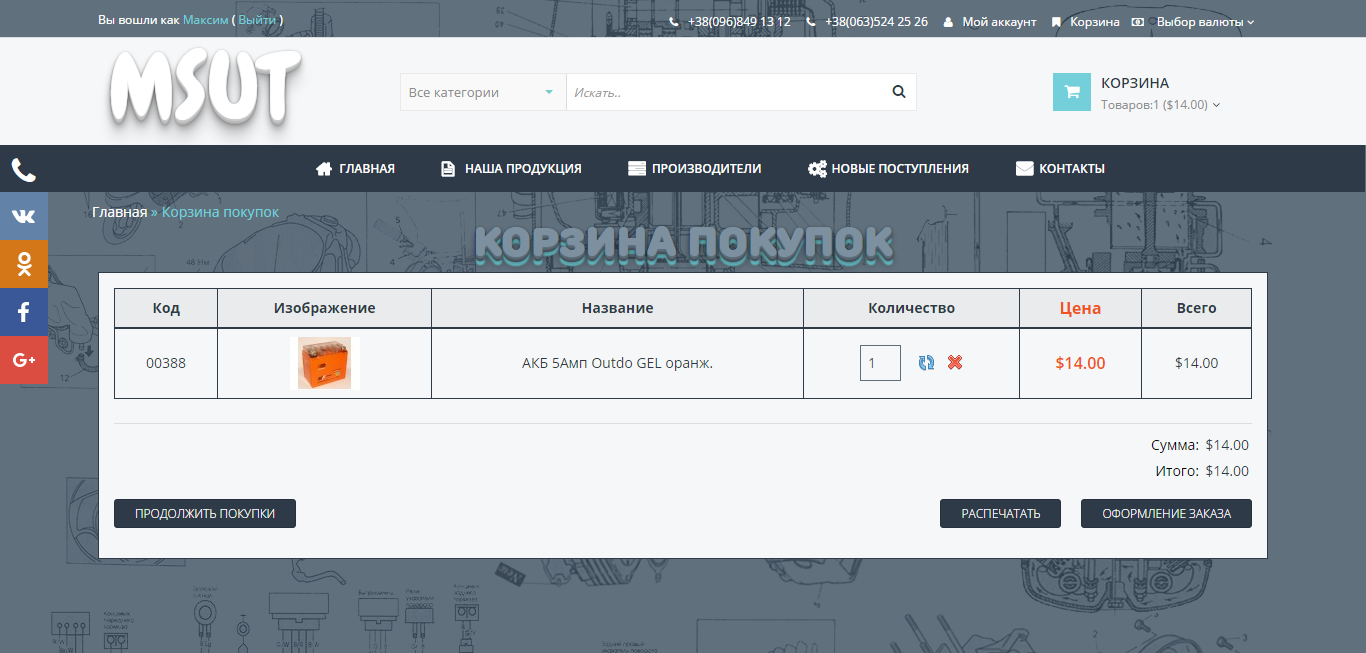 Вы вошли как Максим ( Выйти )
+38(096)849 13 12 +38(063)524 25 26 Мой аккаунт Корзина Выбор валюты
MSUT
Все категории Искать..
КОРЗИНА
Товаров:1 ($14.00)
ГЛАВНАЯ НАША ПРОДУКЦИЯ ПРОИЗВОДИТЕЛИ НОВЫЕ ПОСТУПЛЕНИЯ КОНТАКТЫ
Главная » Корзина покупок
КОРЗИНА ПОКУПОК
Код Изображение Название Количество Цена Всего
00388 АКБ 5Амп Outdo GEL оранж. 1 $14.00 $14.00
Сумма: $14.00
Итого: $14.00
ПРОДОЛЖИТЬ ПОКУПКИ РАСПЕЧАТАТЬ ОФОРМЛЕНИЕ ЗАКАЗА
G+